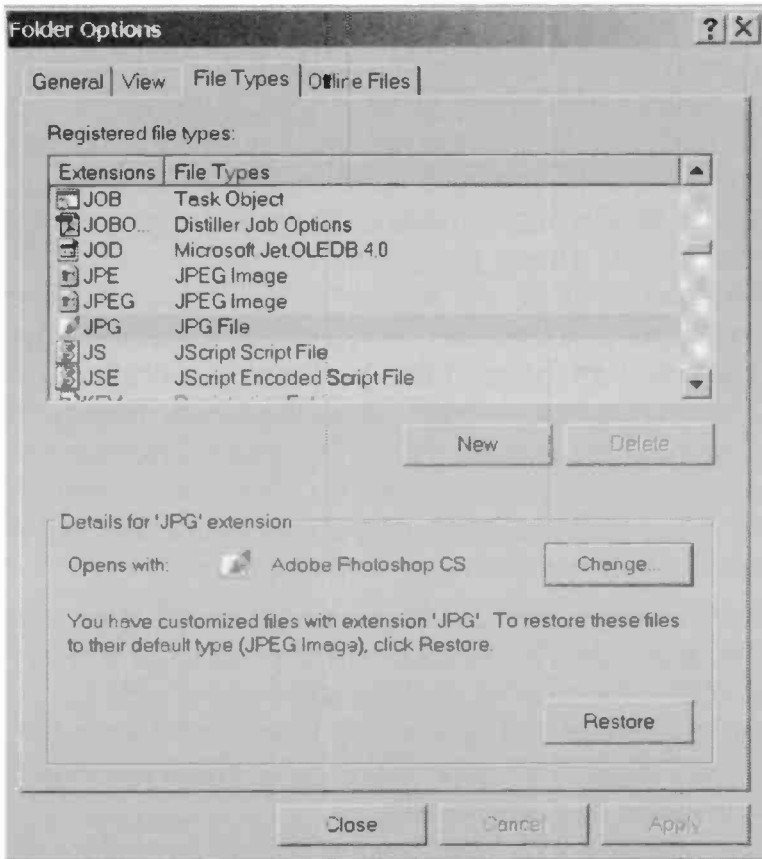 Folder Options ? X
General View File Types Offline Files
Registered file types:
Extensions File Types
JOB Task Object
JOBO... Distiller Job Options
JOD Microsoft Jet.OLEDB 4.0
JPE JPEG Image
JPEG JPEG Image
JPG JPG File
JS JScript Script File
JSE JScript Encoded Script File
New Delete
Details for 'JPG' extension
Opens with: Adobe Photoshop CS Change...
You have customized files with extension 'JPG'. To restore these files
to their default type (JPEG Image), click Restore.
Restore
Close Cancel Apply